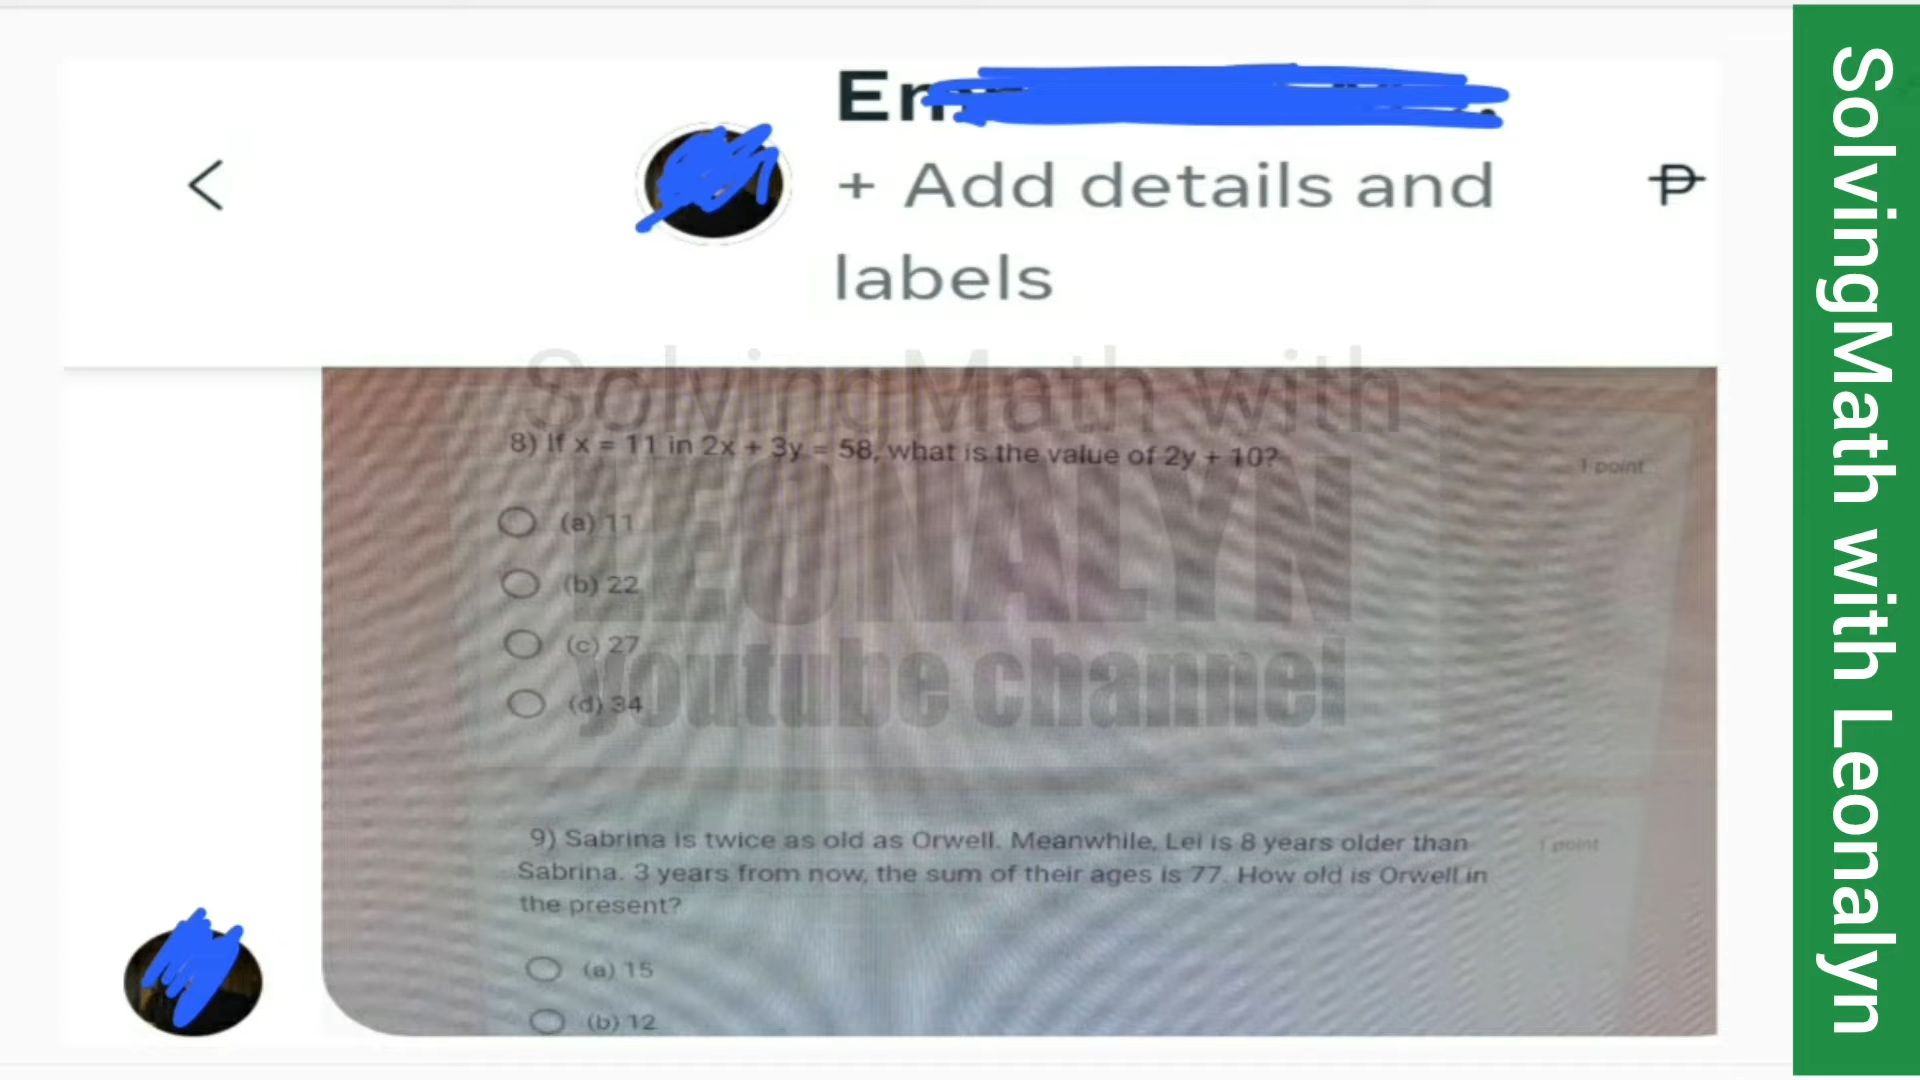 En
+ Add details and
labels
SolvingMath with
LEONALYN
youtube channel
8) If x = 11 in 2x + 3y = 58, what is the value of 2y + 10?
1 point
(a) 11
(b) 22
(c) 27
(d) 34
9) Sabrina is twice as old as Orwell. Meanwhile, Lei is 8 years older than
Sabrina. 3 years from now, the sum of their ages is 77. How old is Orwell in
the present?
1 point
(a) 15
(b) 12
SolvingMath with Leonalyn